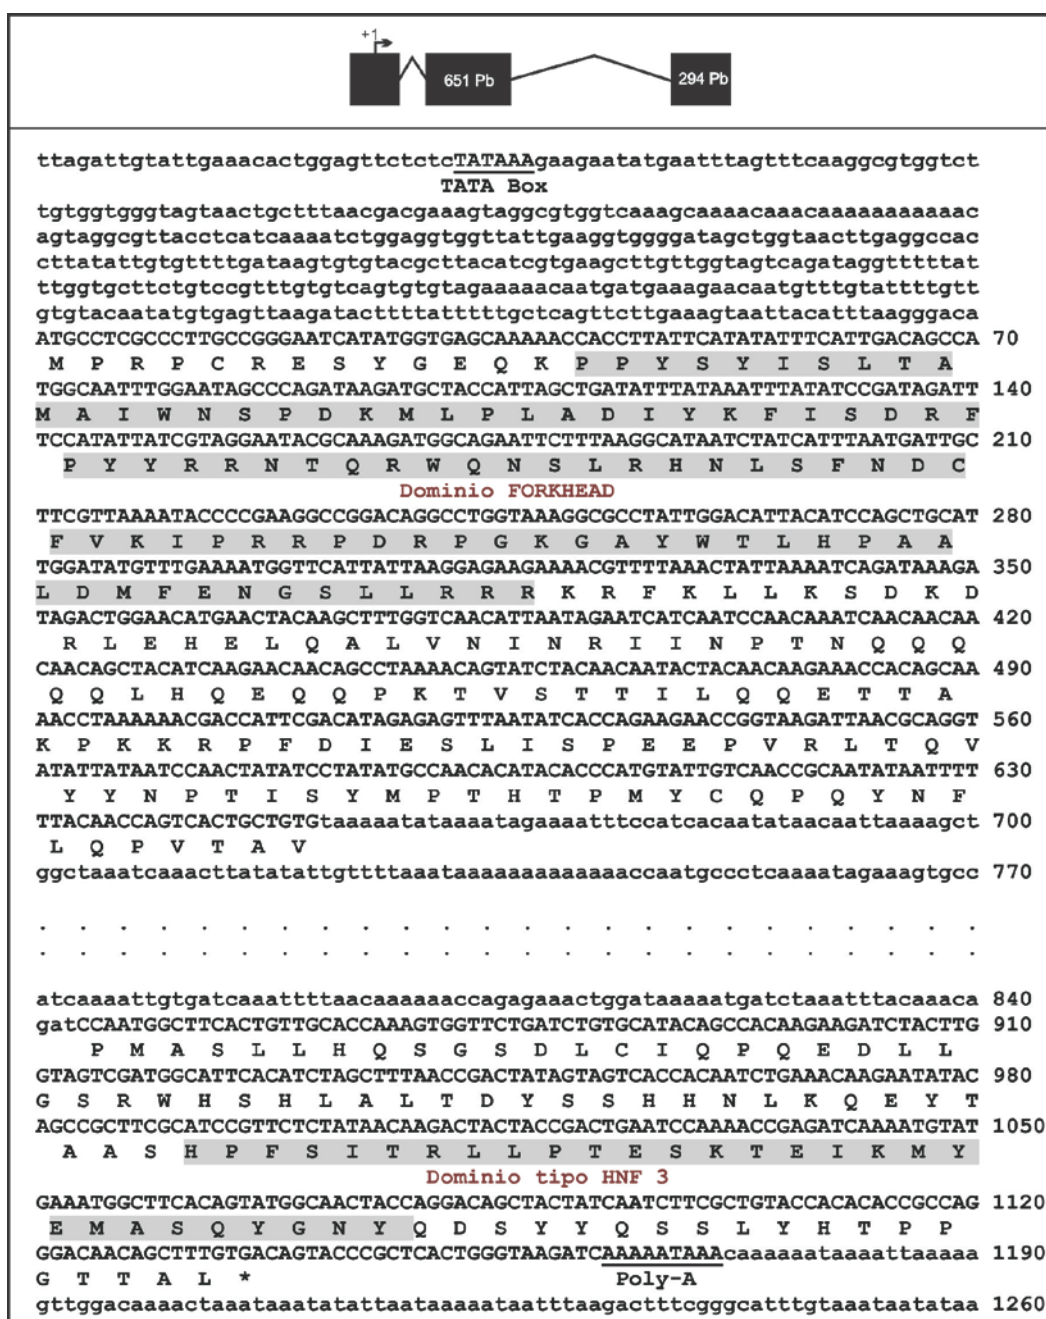 +1
651 Pb
294 Pb
ttagattgtattgaaacactggagttctctcTATAAAgaagaatatgaatttagtttcaaggcgtggtct
TATA Box
tgtggtgggtagtaactgctttaacgacgaaagtaggcgtggtcaaagcaaaacaaacaaaaaaaaaaac
agtaggcgttacctcatcaaaatctggaggtggttattgaaggtggggatagctggtaacttgaggccac
cttatattgtgttttgataagtgtgtacgcttacatcgtgaagcttgttggtagtcagataggtttttat
ttggtgcttctgtccgtttgtgtcagtgtgtagaaaaacaatgatgaaagaacaatgtttgtattttgtt
gtgtacaatatgtgagttaagatacttttatttttgctcagttcttgaaagtaattacatttaagggaca
ATGCCTCGCCCTTGCCGGGAATCATATGGTGAGCAAAAACCACCTTATTCATATATTTCATTGACAGCCA 70
M P R P C R E S Y G E Q K P P Y S Y I S L T A
TGGCAATTTGGAATAGCCCAGATAAGATGCTACCATTAGCTGATATTTATAAATTTATATCCGATAGATT 140
M A I W N S P D K M L P L A D I Y K F I S D R F
TCCATATTATCGTAGGAATACGCAAAGATGGCAGAATTCTTTAAGGCATAATCTATCATTTAATGATTGC 210
P Y Y R R N T Q R W Q N S L R H N L S F N D C
Dominio FORKHEAD
TTCGTTAAAATACCCCGAAGGCCGGACAGGCCTGGTAAAGGCGCCTATTGGACATTACATCCAGCTGCAT 280
F V K I P R R P D R P G K G A Y W T L H P A A
TGGATATGTTTGAAAATGGTTCATTATTAAGGAGAAGAAAACGTTTTAAACTATTAAAATCAGATAAAGA 350
L D M F E N G S L L R R R K R F K L L K S D K D
TAGACTGGAACATGAACTACAAGCTTTGGTCAACATTAATAGAATCATCAATCCAACAAATCAACAACAA 420
R L E H E L Q A L V N I N R I I N P T N Q Q Q
CAACAGCTACATCAAGAACAACAGCCTAAAACAGTATCTACAACAATACTACAACAAGAAACCACAGCAA 490
Q Q L H Q E Q Q P K T V S T T I L Q Q E T T A
AACCTAAAAAACGACCATTCGACATAGAGAGTTTAATATCACCAGAAGAACCGGTAAGATTAACGCAGGT 560
K P K K R P F D I E S L I S P E E P V R L T Q V
ATATTATAATCCAACTATATCCTATATGCCAACACATACACCCATGTATTGTCAACCGCAATATAATTTT 630
Y Y N P T I S Y M P T H T P M Y C Q P Q Y N F
TTACAACCAGTCACTGCTGTGtaaaaatataaaatagaaaatttccatcacaatataacaattaaaagct 700
L Q P V T A V
ggctaaatcaaacttatatattgttttaaataaaaaaaaaaaaaaccaatgccctcaaaatagaaagtgcc 770
. . . . . . . . . . . . . . . . . . . . . . . .
. . . . . . . . . . . . . . . . . . . . . . . .
atcaaaattgtgatcaaattttaacaaaaaaccagagaaactggataaaaatgatctaaatttacaaaca 840
gatCCAATGGCTTCACTGTTGCACCAAAGTGGTTCTGATCTGTGCATACAGCCACAAGAAGATCTACTTG 910
P M A S L L H Q S G S D L C I Q P Q E D L L
GTAGTCGATGGCATTCACATCTAGCTTTAACCGACTATAGTAGTCACCACAATCTGAAACAAGAATATAC 980
G S R W H S H L A L T D Y S S H H N L K Q E Y T
AGCCGCTTCGCATCCGTTCTCTATAACAAGACTACTACCGACTGAATCCAAAACCGAGATCAAAATGTAT 1050
A A S H P F S I T R L L P T E S K T E I K M Y
Dominio tipo HNF 3
GAAATGGCTTCACAGTATGGCAACTACCAGGACAGCTACTATCAATCTTCGCTGTACCACACACCGCCAG 1120
E M A S Q Y G N Y Q D S Y Y Q S S L Y H T P P
GGACAACAGCTTTGTGACAGTACCCGCTCACTGGGTAAGATCAAAAATAAAcaaaaaataaaattaaaaa 1190
G T T A L *
Poly-A
gttggacaaaactaaataaatatattaataaaaataatttaagactttcgggcatttgtaaataatataa 1260